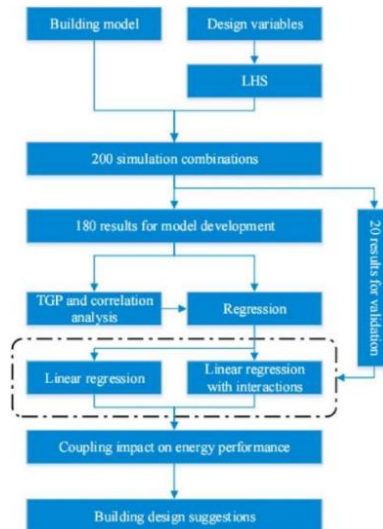 Building model
Design variables
LHS
200 simulation combinations
180 results for model development
20 results for validation
TGP and correlation
analysis
Regression
Linear regression
Linear regression
with interactions
Coupling impact on energy performance
Building design suggestions